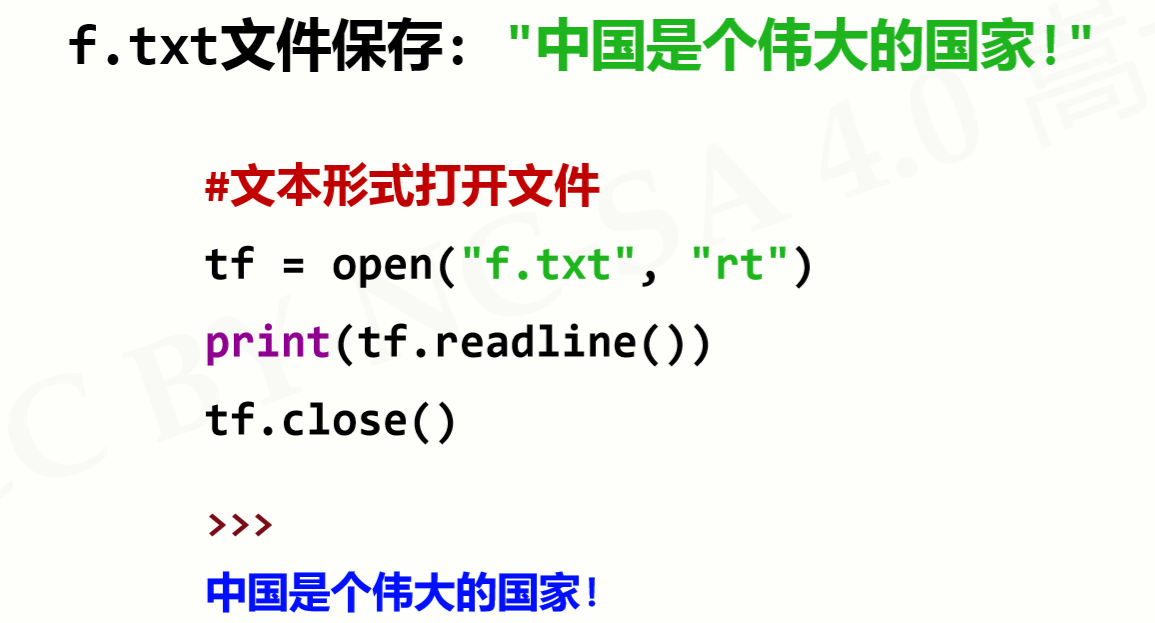 f.txt文件保存: "中国是个伟大的国家!"
#文本形式打开文件
tf = open("f.txt", "rt")
print(tf.readline())
tf.close()
>>>
中国是个伟大的国家!
CC BY NC-SA 4.0 嵩